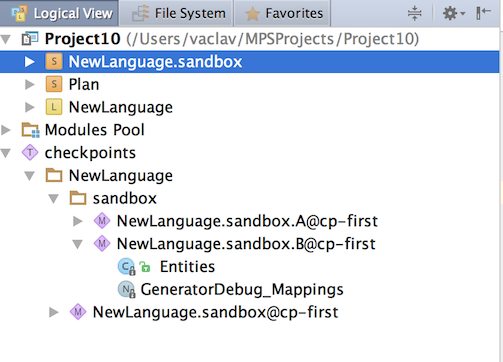 Logical View File System Favorites
Project10 (/Users/vaclav/MPSProjects/Project10)
S NewLanguage.sandbox
S Plan
L NewLanguage
Modules Pool
T checkpoints
NewLanguage
sandbox
M NewLanguage.sandbox.A@cp-first
M NewLanguage.sandbox.B@cp-first
C Entities
N GeneratorDebug_Mappings
M NewLanguage.sandbox@cp-first